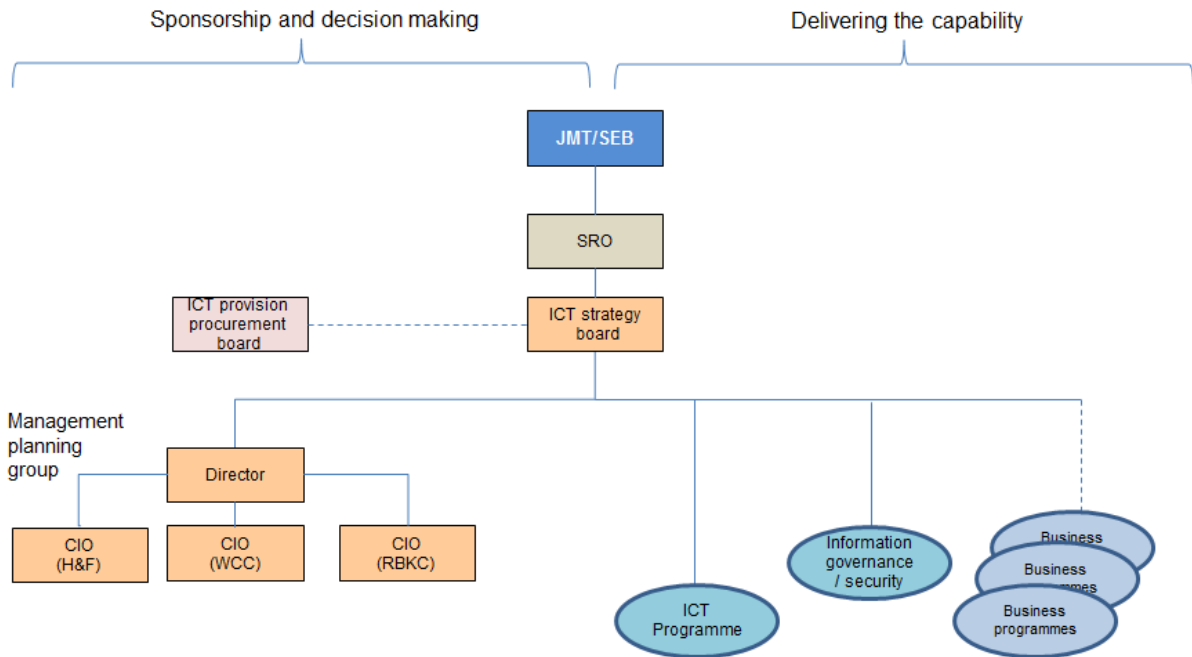 Sponsorship and decision making
Delivering the capability
JMT/SEB
SRO
ICT provision
procurement
board
ICT strategy
board
Management
planning
group
Director
CIO
(H&F)
CIO
(WCC)
CIO
(RBKC)
Information
governance
/ security
ICT
Programme
Business
Business
mmes
Business
programmes